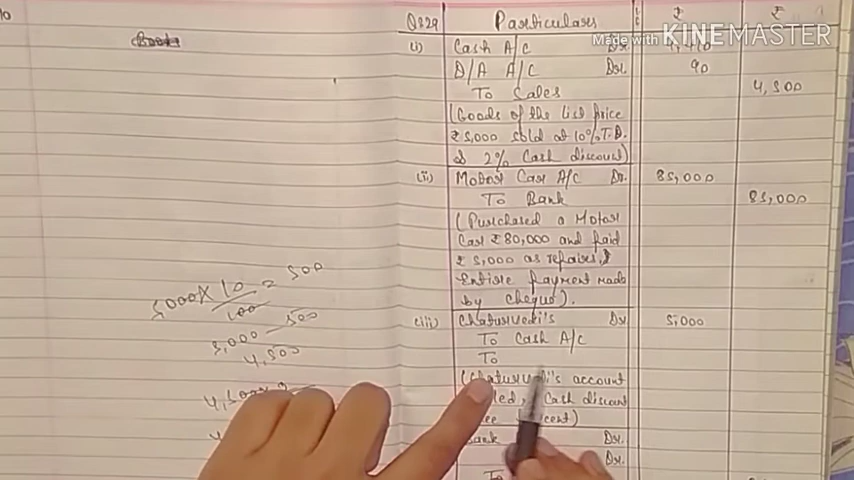 Q229 Particulars ₹ ₹
Made with KINEMASTER
(i) Cash A/C Dr.
D/A A/C Dr. 90
To Sales 4,500
(Goods of the list price
₹5,000 sold at 10% T.D.
& 2% Cash discount)
(ii) Motor Car A/C Dr. 85,000
To Bank 85,000
(Purchased a Motor
Car ₹80,000 and paid
₹5,000 as repairs,
Entire payment made
by cheque).
(iii) Chaturvedi's Dr. 5,000
To Cash A/C
To
(Chaturvedi's account
Cash discount
Bank Dr.
Dr.
To
5000 X 10/100 = 500
5,000 - 500
4,500